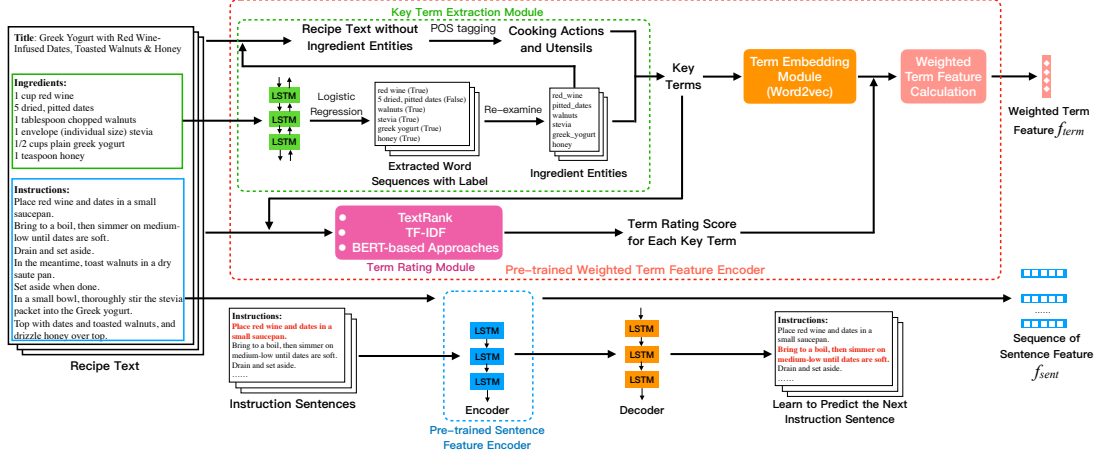 Title: Greek Yogurt with Red Wine-
Infused Dates, Toasted Walnuts & Honey
Ingredients:
1 cup red wine
5 dried, pitted dates
1 tablespoon chopped walnuts
1 envelope (individual size) stevia
1/2 cups plain greek yogurt
1 teaspoon honey
Instructions:
Place red wine and dates in a small
saucepan.
Bring to a boil, then simmer on medium-
low until dates are soft.
Drain and set aside.
In the meantime, toast walnuts in a dry
saute pan.
Set aside when done.
In a small bowl, thoroughly stir the stevia
packet into the Greek yogurt.
Top with dates and toasted walnuts, and
drizzle honey over top.
Recipe Text
Key Term Extraction Module
Recipe Text without
Ingredient Entities
POS tagging
Cooking Actions
and Utensils
LSTM
LSTM
LSTM
Logistic
Regression
red wine (True)
5 dried, pitted dates (False)
walnuts (True)
stevia (True)
greek yogurt (True)
honey (True)
Extracted Word
Sequences with Label
Re-examine
red_wine
pitted_dates
walnuts
stevia
greek_yogurt
honey
Ingredient Entities
Key
Terms
Term Embedding
Module
(Word2vec)
Weighted
Term Feature
Calculation
Weighted Term
Feature f_term
TextRank
TF-IDF
BERT-based Approaches
Term Rating Module
Term Rating Score
for Each Key Term
Pre-trained Weighted Term Feature Encoder
Instructions:
Place red wine and dates in a
small saucepan.
Bring to a boil, then simmer on
medium-low until dates are soft.
Drain and set aside.
......
Instruction Sentences
LSTM
LSTM
LSTM
Encoder
Pre-trained Sentence
Feature Encoder
LSTM
LSTM
LSTM
Decoder
Instructions:
Place red wine and dates in a
small saucepan.
Bring to a boil, then simmer on
medium-low until dates are soft.
Drain and set aside.
......
Learn to Predict the Next
Instruction Sentence
......
Sequence of
Sentence Feature
f_sent